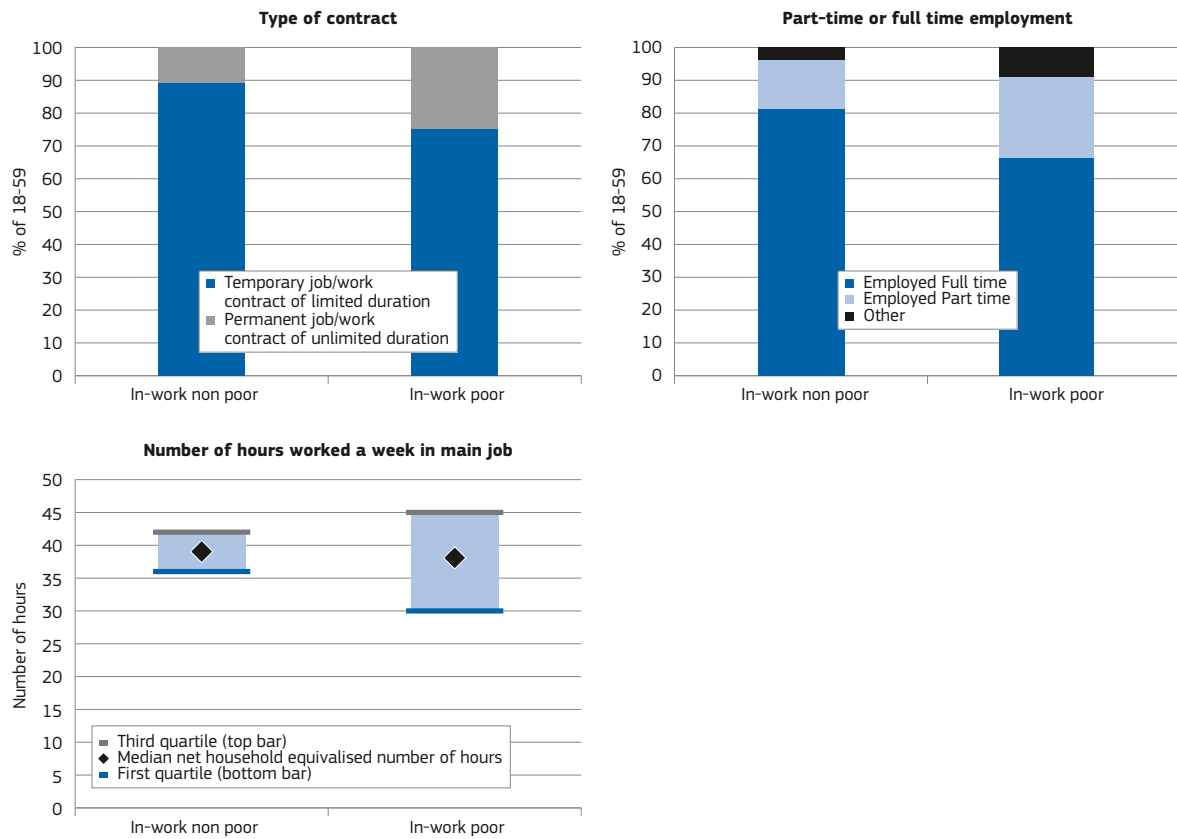 Type of contract
% of 18-59
100
90
80
70
60
50
40
30
20
10
0
Temporary job/work
contract of limited duration
Permanent job/work
contract of unlimited duration
In-work non poor
In-work poor
Part-time or full time employment
% of 18-59
100
90
80
70
60
50
40
30
20
10
0
Employed Full time
Employed Part time
Other
In-work non poor
In-work poor
Number of hours worked a week in main job
Number of hours
50
45
40
35
30
25
20
15
10
5
0
Third quartile (top bar)
Median net household equivalised number of hours
First quartile (bottom bar)
In-work non poor
In-work poor